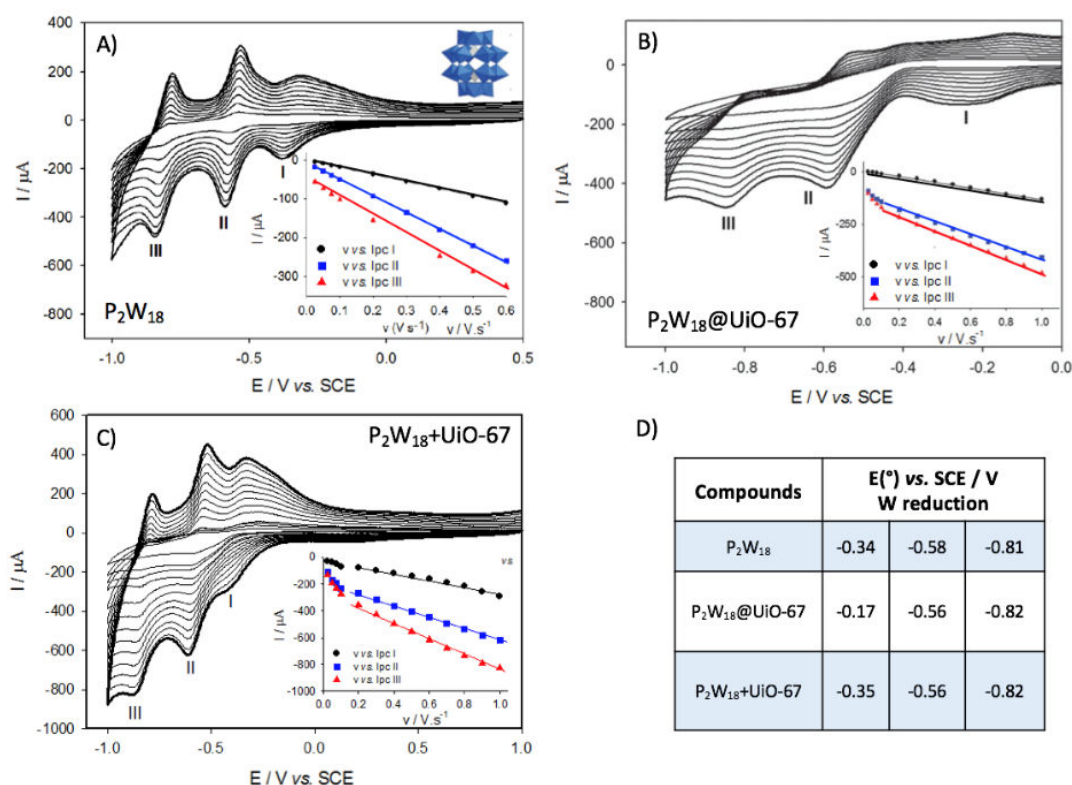 A)
400
200
0
-200
-400
-600
-800
I / µA
-1.0
-0.5
0.0
0.5
E / V vs. SCE
I
II
III
P2W18
0
-100
-200
-300
I / µA
v vs. Ipc I
v vs. Ipc II
v vs. Ipc III
0.0
0.1
0.2
0.3
0.4
0.5
0.6
v (V s-1)
v / V.s-1
B)
0
-200
-400
-600
-800
I / µA
-1.0
-0.8
-0.6
-0.4
-0.2
0.0
E / V vs. SCE
I
II
III
P2W18@UiO-67
0
-250
-500
I / µA
v vs. Ipc I
v vs. Ipc II
v vs. Ipc III
0.0
0.2
0.4
0.6
0.8
1.0
v / V.s-1
C)
P2W18+UiO-67
600
400
200
0
-200
-400
-600
-800
-1000
I / µA
-1.0
-0.5
0.0
0.5
1.0
E / V vs. SCE
I
II
III
vs
0
-200
-400
-600
-800
-1000
I / µA
v vs. Ipc I
v vs. Ipc II
v vs. Ipc III
0.0
0.2
0.4
0.6
0.8
1.0
v / V.s-1
D)
Compounds
E(°) vs. SCE / V
W reduction
P2W18 -0.34 -0.58 -0.81
P2W18@UiO-67 -0.17 -0.56 -0.82
P2W18+UiO-67 -0.35 -0.56 -0.82